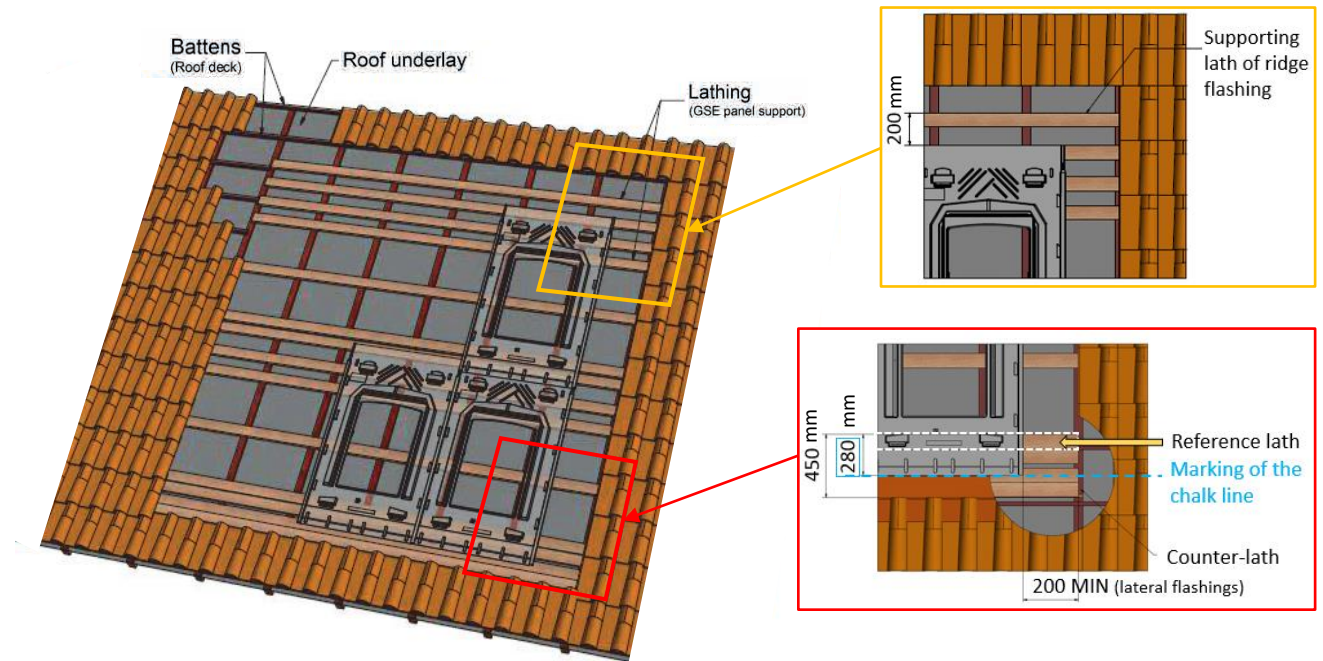 Battens
(Roof deck)
Roof underlay
Lathing
(GSE panel support)
Supporting
lath of ridge
flashing
200 mm
450 mm
280 mm
Reference lath
Marking of the
chalk line
Counter-lath
200 MIN (lateral flashings)